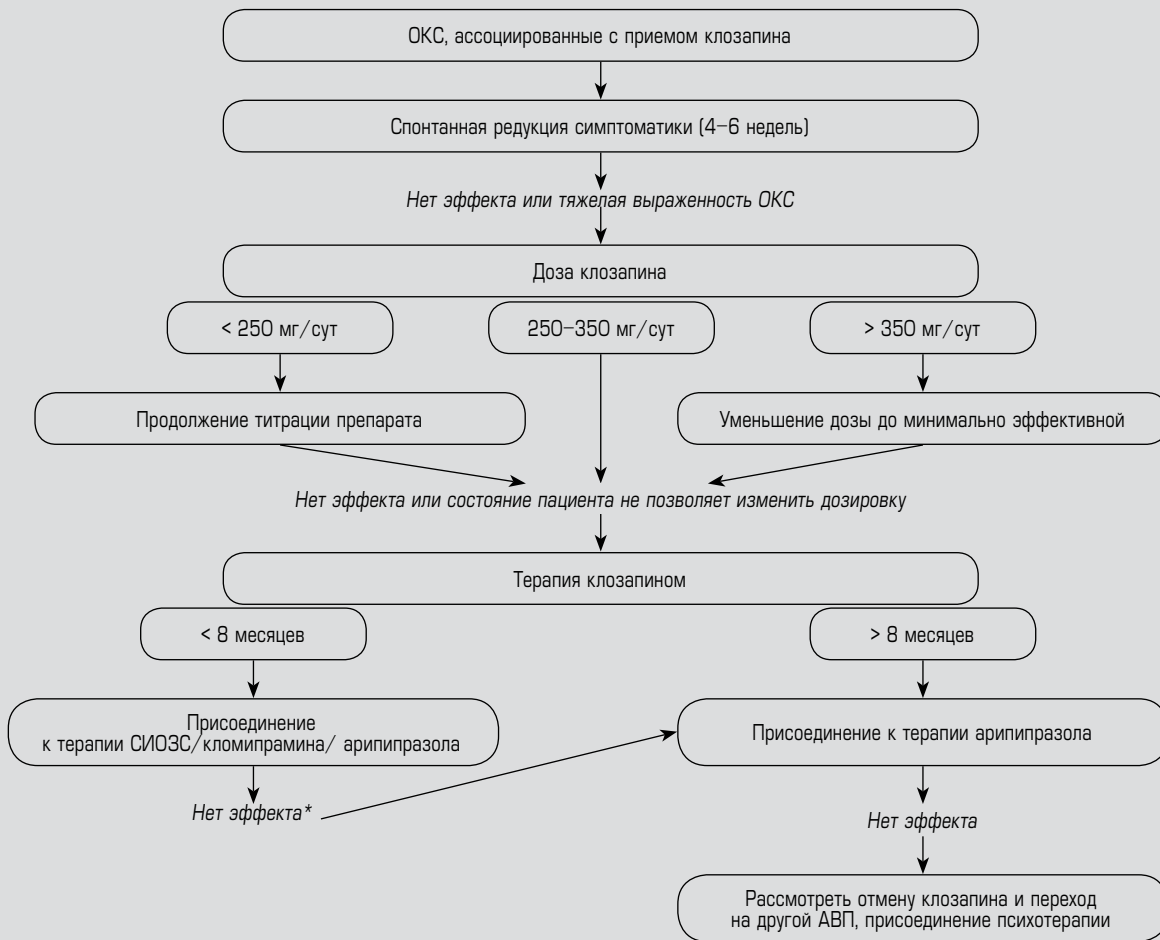 ОКС, ассоциированные с приемом клозапина
Спонтанная редукция симптоматики (4–6 недель)
Нет эффекта или тяжелая выраженность ОКС
Доза клозапина
< 250 мг/сут
250–350 мг/сут
> 350 мг/сут
Продолжение титрации препарата
Уменьшение дозы до минимально эффективной
Нет эффекта или состояние пациента не позволяет изменить дозировку
Терапия клозапином
< 8 месяцев
> 8 месяцев
Присоединение
к терапии СИОЗС/кломипрамина/ арипипразола
Присоединение к терапии арипипразола
Нет эффекта*
Нет эффекта
Рассмотреть отмену клозапина и переход
на другой АВП, присоединение психотерапии